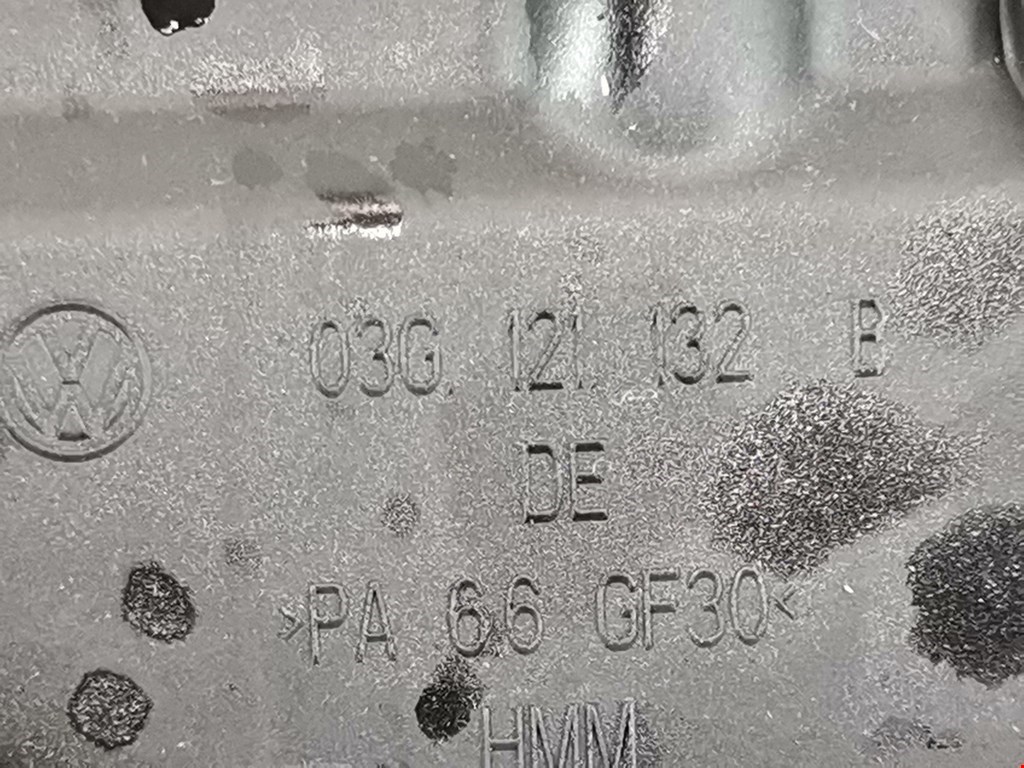 03G 121 132 B
DE
>PA 66 GF30<
HMM